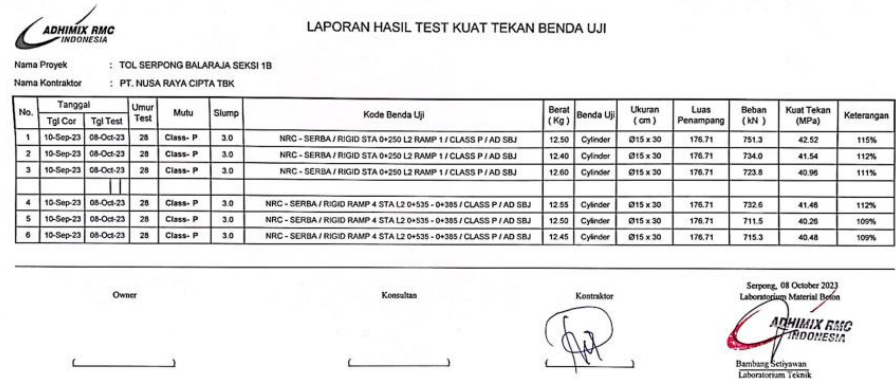 ADHIMIX RMC
INDONESIA
LAPORAN HASIL TEST KUAT TEKAN BENDA UJI
Nama Proyek : TOL SERPONG BALARAJA SEKSI 1B
Nama Kontraktor : PT. NUSA RAYA CIPTA TBK
No. Tanggal Umur Test Mutu Slump Kode Benda Uji Berat (Kg) Benda Uji Ukuran (cm) Luas Penampang Beban (kN) Kuat Tekan (MPa) Keterangan
Tgl Cor Tgl Test
1 10-Sep-23 08-Oct-23 28 Class- P 3.0 NRC - SERBA / RIGID STA 0+250 L2 RAMP 1 / CLASS P / AD SBJ 12.50 Cylinder Ø15 x 30 176.71 751.3 42.52 115%
2 10-Sep-23 08-Oct-23 28 Class- P 3.0 NRC - SERBA / RIGID STA 0+250 L2 RAMP 1 / CLASS P / AD SBJ 12.40 Cylinder Ø15 x 30 176.71 734.0 41.54 112%
3 10-Sep-23 08-Oct-23 28 Class- P 3.0 NRC - SERBA / RIGID STA 0+250 L2 RAMP 1 / CLASS P / AD SBJ 12.60 Cylinder Ø15 x 30 176.71 723.8 40.96 111%
4 10-Sep-23 08-Oct-23 28 Class- P 3.0 NRC - SERBA / RIGID RAMP 4 STA L2 0+535 - 0+385 / CLASS P / AD SBJ 12.55 Cylinder Ø15 x 30 176.71 732.6 41.46 112%
5 10-Sep-23 08-Oct-23 28 Class- P 3.0 NRC - SERBA / RIGID RAMP 4 STA L2 0+535 - 0+385 / CLASS P / AD SBJ 12.50 Cylinder Ø15 x 30 176.71 711.5 40.26 109%
6 10-Sep-23 08-Oct-23 28 Class- P 3.0 NRC - SERBA / RIGID RAMP 4 STA L2 0+535 - 0+385 / CLASS P / AD SBJ 12.45 Cylinder Ø15 x 30 176.71 715.3 40.48 109%
Serpong, 08 October 2023
Owner Konsultan Kontraktor Laboratorium Material Beton
ADHIMIX RMC
INDONESIA
Bambang Setiyawan
Laboratorium Teknik